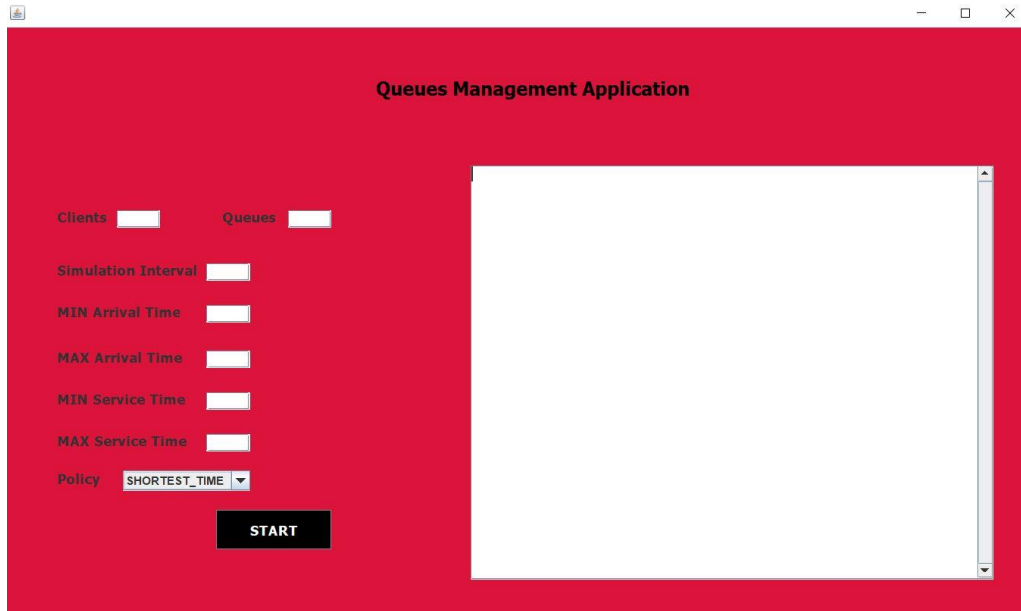 Queues Management Application
Clients Queues
Simulation Interval
MIN Arrival Time
MAX Arrival Time
MIN Service Time
MAX Service Time
Policy SHORTEST_TIME
START